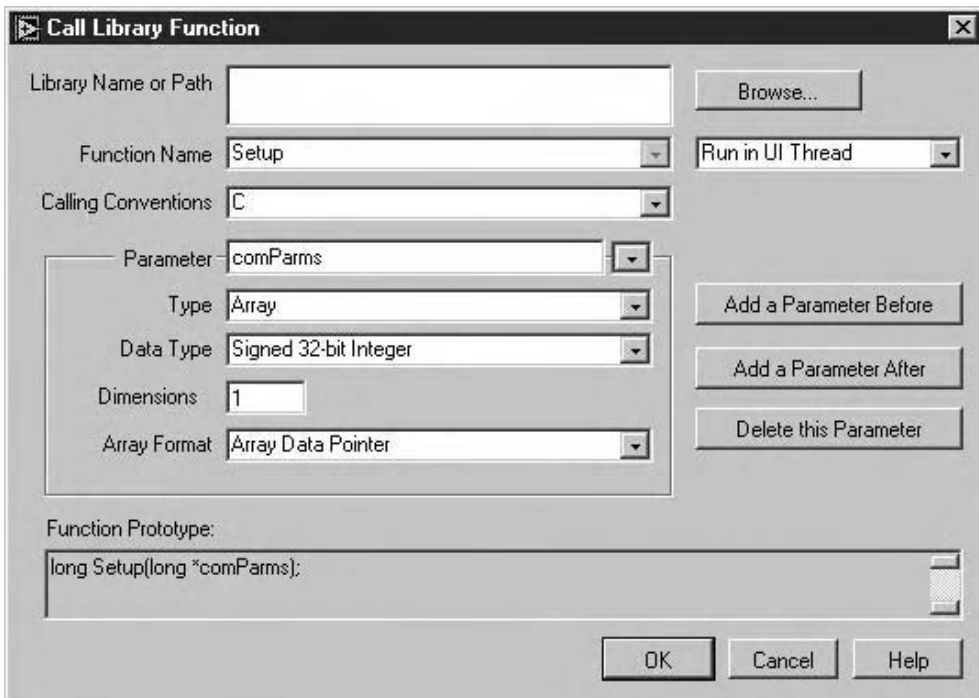 Call Library Function
Library Name or Path
Browse...
Function Name Setup Run in UI Thread
Calling Conventions C
Parameter comParms
Type Array Add a Parameter Before
Data Type Signed 32-bit Integer
Add a Parameter After
Dimensions 1
Delete this Parameter
Array Format Array Data Pointer
Function Prototype:
long Setup(long *comParms);
OK Cancel Help